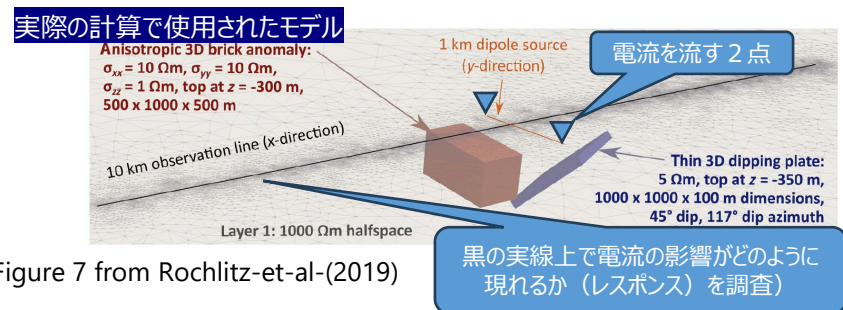 実際の計算で使用されたモデル
Anisotropic 3D brick anomaly:
σxx = 10 Ωm, σyy = 10 Ωm,
σzz = 1 Ωm, top at z = -300 m,
500 x 1000 x 500 m
1 km dipole source
(y-direction)
電流を流す２点
10 km observation line (x-direction)
Thin 3D dipping plate:
5 Ωm, top at z = -350 m,
1000 x 1000 x 100 m dimensions,
45° dip, 117° dip azimuth
Layer 1: 1000 Ωm halfspace
黒の実線上で電流の影響がどのように
現れるか（レスポンス）を調査）
Figure 7 from Rochlitz-et-al-(2019)